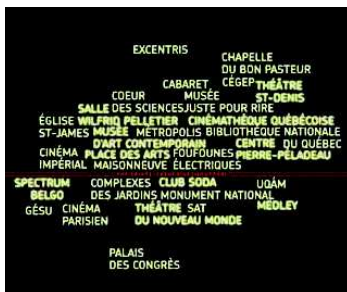 EXCENTRIS
CHAPELLE
DU BON PASTEUR
CABARET CÉGEP THÉÂTRE
COEUR MUSÉE ST-DENIS
SALLE DES SCIENCES JUSTE POUR RIRE
ÉGLISE WILFRID PELLETIER CINÉMATHÈQUE QUÉBÉCOISE
ST-JAMES MUSÉE MÉTROPOLIS BIBLIOTHÈQUE NATIONALE
D'ART CONTEMPORAIN CENTRE DU QUÉBEC
CINÉMA PLACE DES ARTS FOUFOUNES PIERRE-PÉLADEAU
IMPÉRIAL MAISONNEUVE ÉLECTRIQUES
SPECTRUM COMPLEXES CLUB SODA UQÁM
BELGO DES JARDINS MONUMENT NATIONAL
GÉSU CINÉMA THÉÂTRE SAT MEDLEY
PARISIEN DU NOUVEAU MONDE
PALAIS
DES CONGRÈS